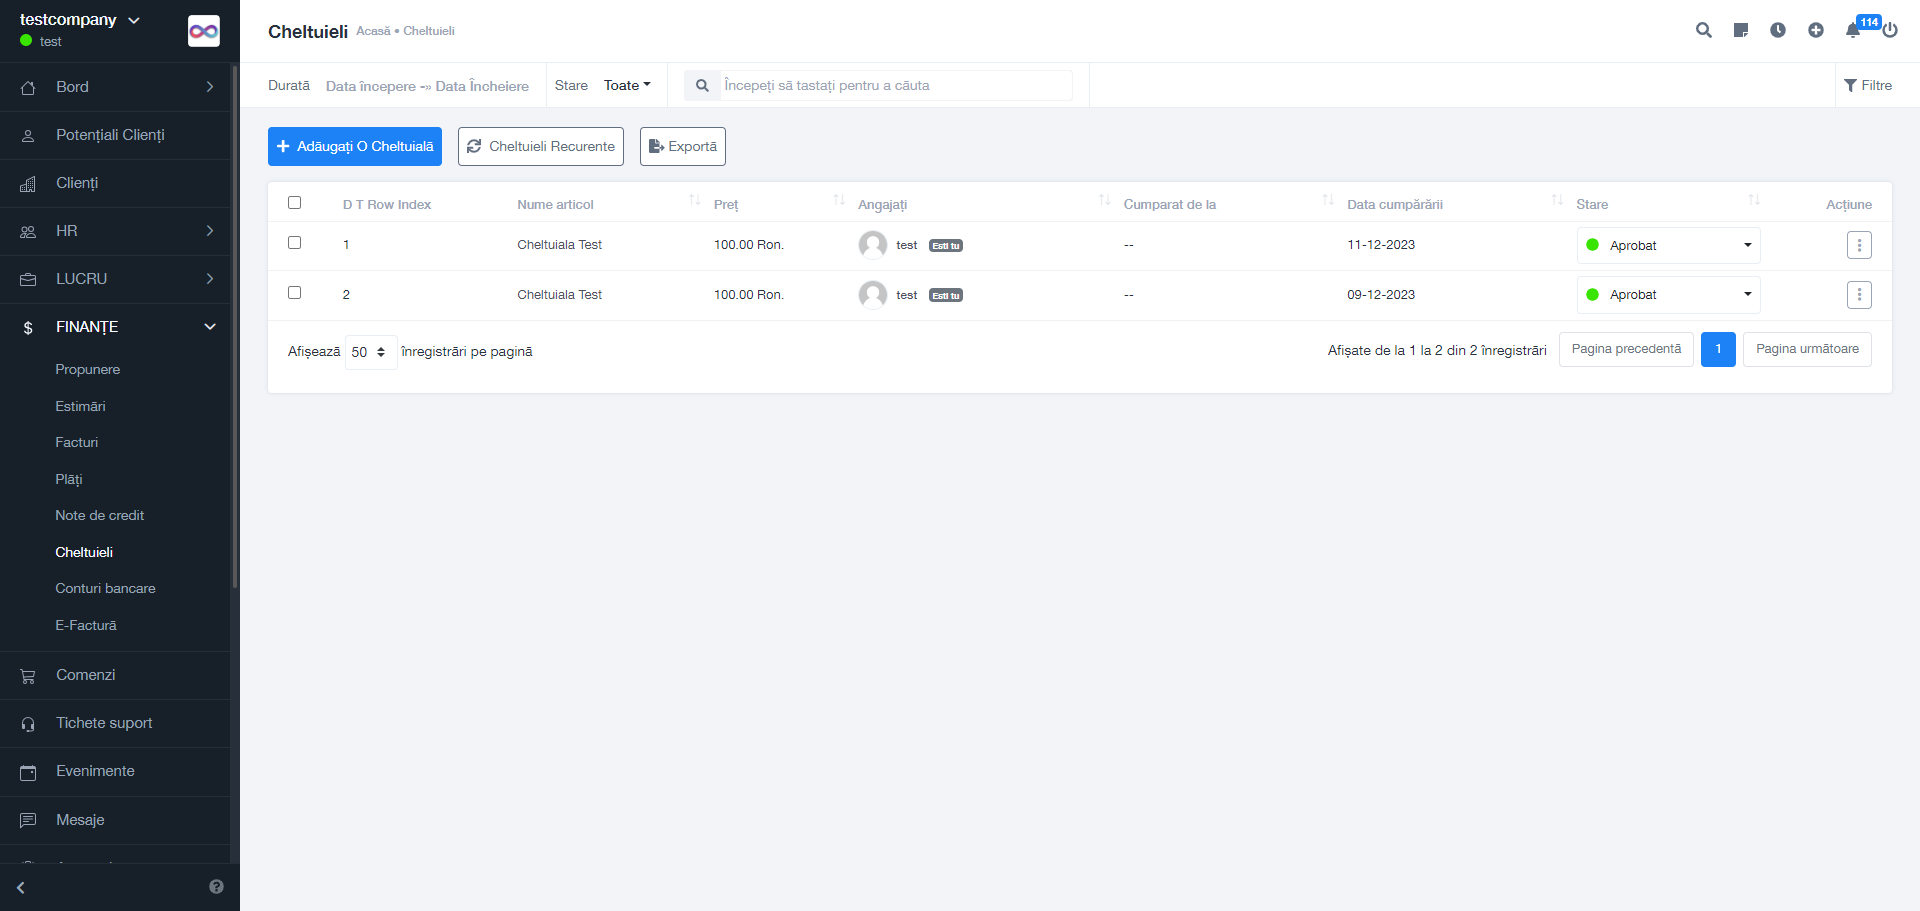 testcompany
test
Bord
Potențiali Clienți
Clienți
HR
LUCRU
FINANȚE
Propunere
Estimări
Facturi
Plăți
Note de credit
Cheltuieli
Conturi bancare
E-Factură
Comenzi
Tichete suport
Evenimente
Mesaje
Cheltuieli Acasă • Cheltuieli
114
Durată Data începere -» Data Încheiere Stare Toate Începeți să tastați pentru a căuta Filtre
Adăugați O Cheltuială Cheltuieli Recurente Exportă
D T Row Index Nume articol Preț Angajați Cumparat de la Data cumpărării Stare Acțiune
1 Cheltuiala Test 100.00 Ron. test Esti tu -- 11-12-2023 Aprobat
2 Cheltuiala Test 100.00 Ron. test Esti tu -- 09-12-2023 Aprobat
Afișează 50 înregistrări pe pagină Afișate de la 1 la 2 din 2 înregistrări Pagina precedentă 1 Pagina următoare